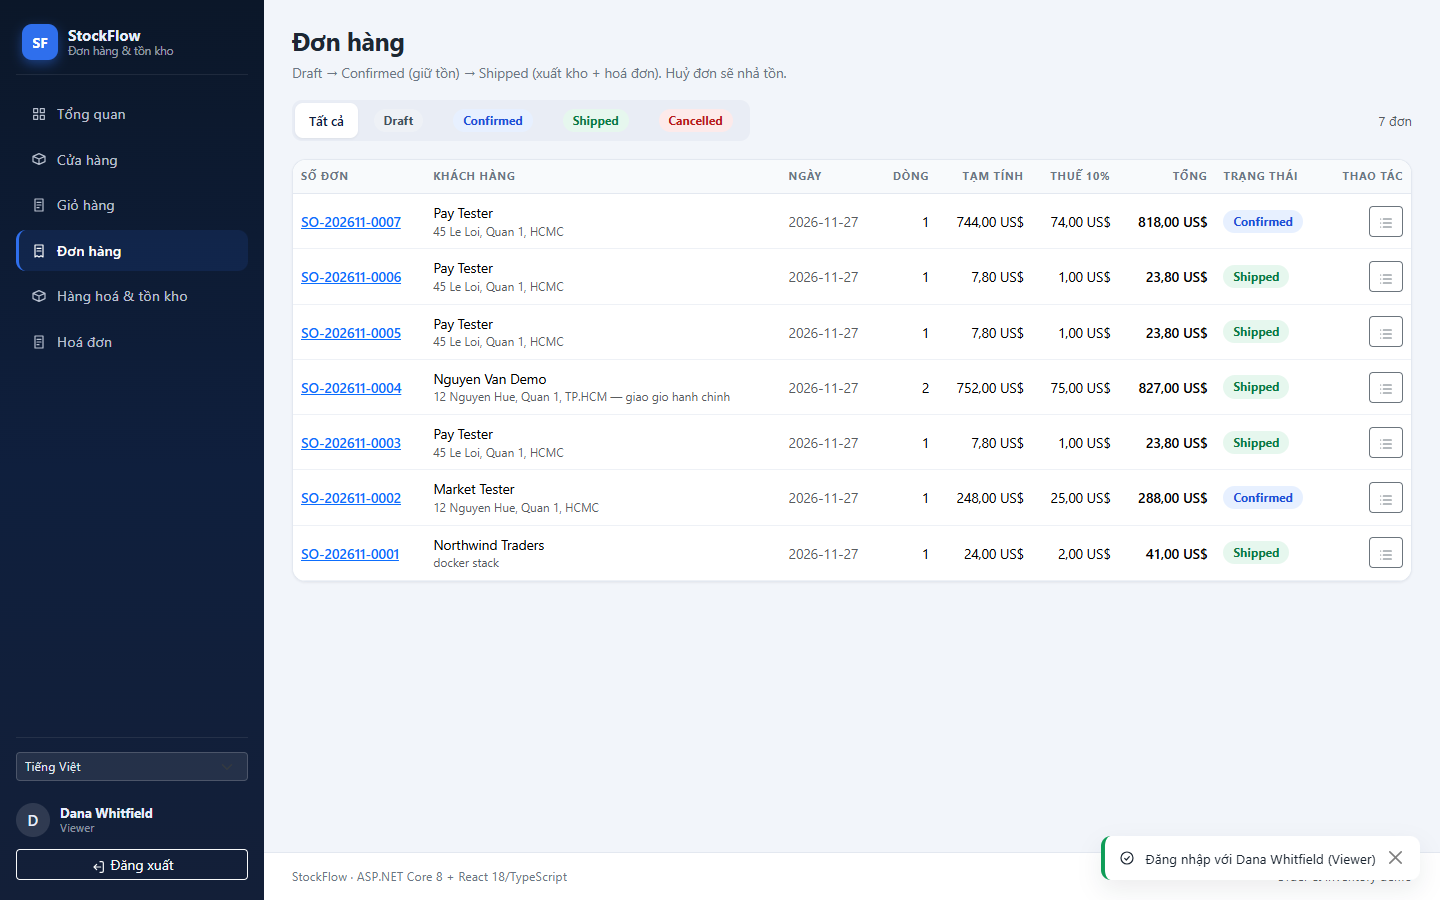 SF
StockFlow
Đơn hàng & tồn kho
Tổng quan
Cửa hàng
Giỏ hàng
Đơn hàng
Hàng hoá & tồn kho
Hoá đơn
Tiếng Việt
D
Dana Whitfield
Viewer
Đăng xuất
Đơn hàng
Draft → Confirmed (giữ tồn) → Shipped (xuất kho + hoá đơn). Huỷ đơn sẽ nhả tồn.
Tất cả Draft Confirmed Shipped Cancelled 7 đơn
SỐ ĐƠN KHÁCH HÀNG NGÀY DÒNG TẠM TÍNH THUẾ 10% TỔNG TRẠNG THÁI THAO TÁC
SO-202611-0007 Pay Tester 2026-11-27 1 744,00 US$ 74,00 US$ 818,00 US$ Confirmed
45 Le Loi, Quan 1, HCMC
SO-202611-0006 Pay Tester 2026-11-27 1 7,80 US$ 1,00 US$ 23,80 US$ Shipped
45 Le Loi, Quan 1, HCMC
SO-202611-0005 Pay Tester 2026-11-27 1 7,80 US$ 1,00 US$ 23,80 US$ Shipped
45 Le Loi, Quan 1, HCMC
SO-202611-0004 Nguyen Van Demo 2026-11-27 2 752,00 US$ 75,00 US$ 827,00 US$ Shipped
12 Nguyen Hue, Quan 1, TP.HCM — giao gio hanh chinh
SO-202611-0003 Pay Tester 2026-11-27 1 7,80 US$ 1,00 US$ 23,80 US$ Shipped
45 Le Loi, Quan 1, HCMC
SO-202611-0002 Market Tester 2026-11-27 1 248,00 US$ 25,00 US$ 288,00 US$ Confirmed
12 Nguyen Hue, Quan 1, HCMC
SO-202611-0001 Northwind Traders 2026-11-27 1 24,00 US$ 2,00 US$ 41,00 US$ Shipped
docker stack
Đăng nhập với Dana Whitfield (Viewer)
StockFlow · ASP.NET Core 8 + React 18/TypeScript